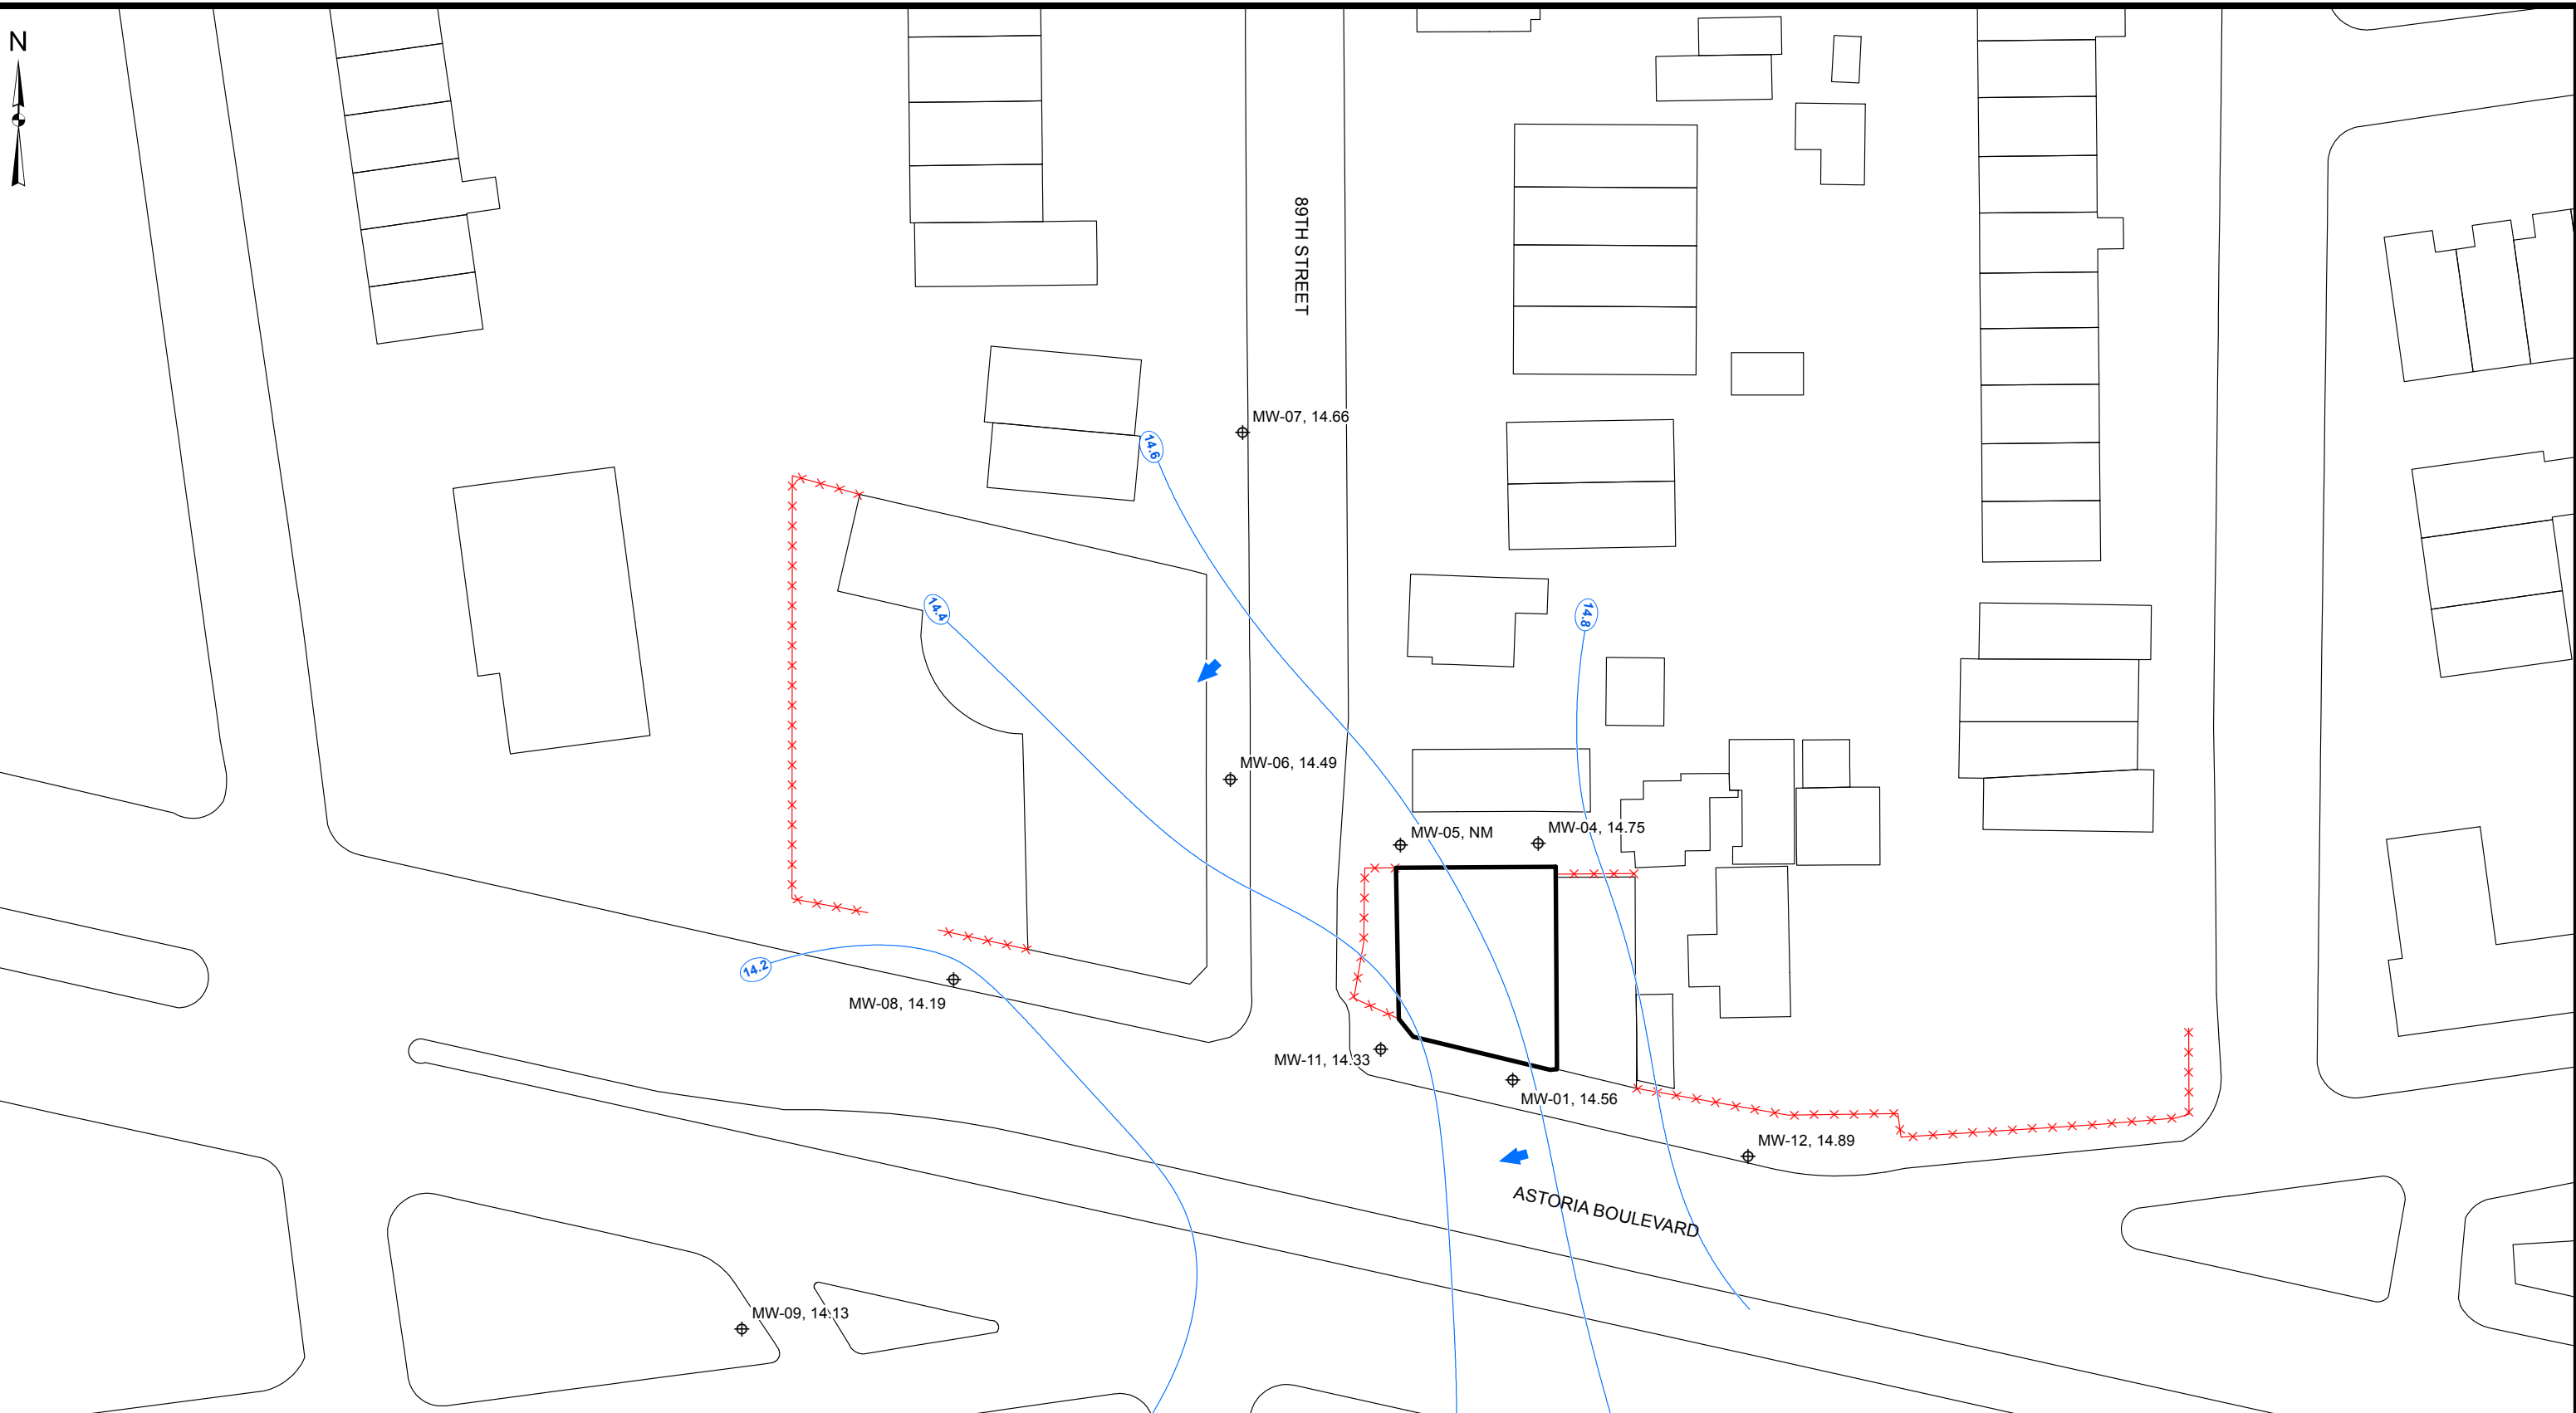 N
89TH STREET
MW-07, 14.66
14.6
14.4
14.8
MW-06, 14.49
MW-05, NM
MW-04, 14.75
14.2
MW-08, 14.19
MW-11, 14.33
MW-01, 14.56
MW-12, 14.89
ASTORIA BOULEVARD
MW-09, 14.13